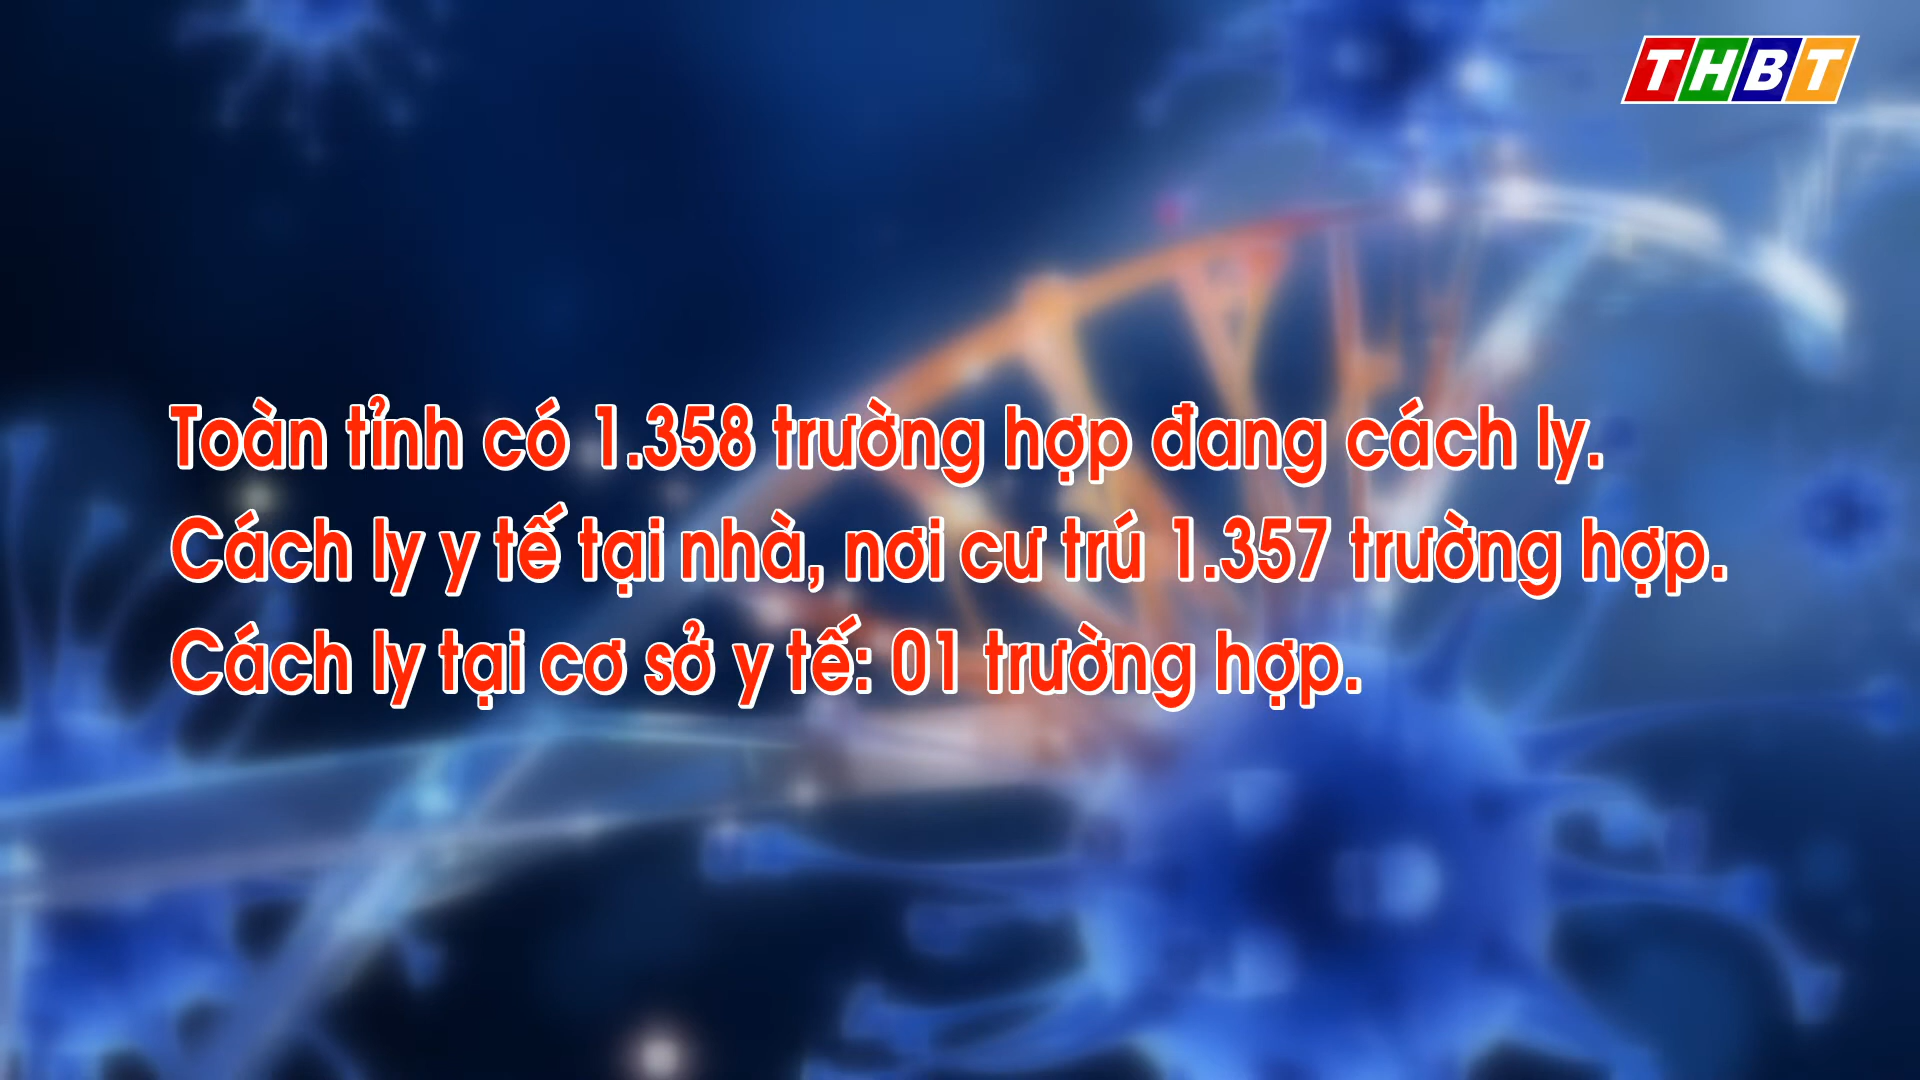 THBT
Toàn tỉnh có 1.358 trường hợp đang cách ly.
Cách ly y tế tại nhà, nơi cư trú 1.357 trường hợp.
Cách ly tại cơ sở y tế: 01 trường hợp.